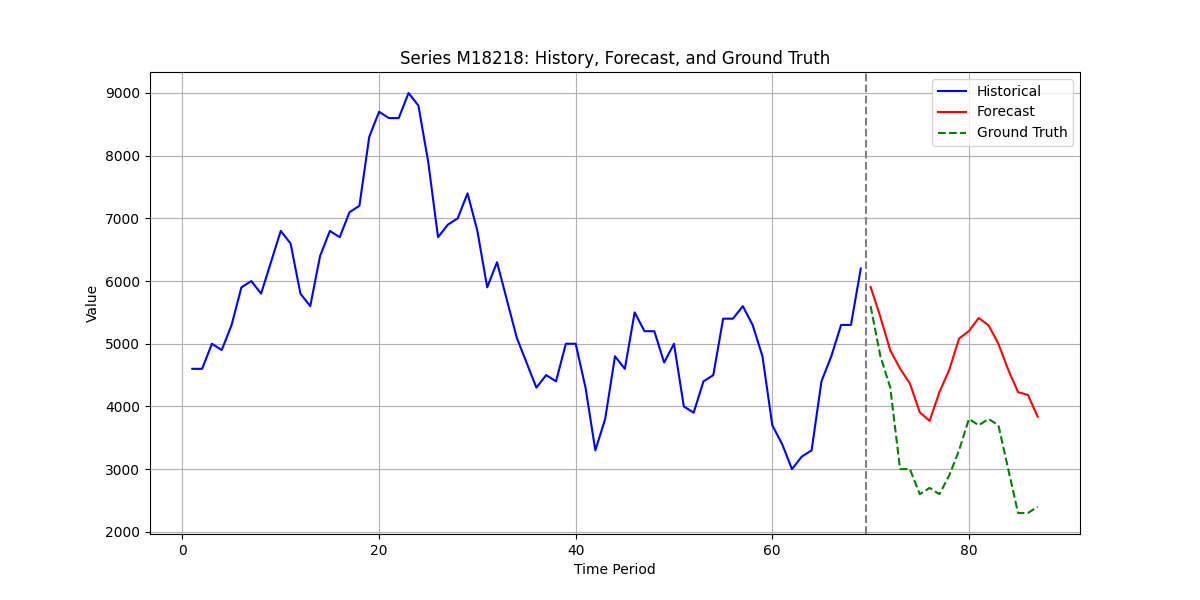 Series M18218: History, Forecast, and Ground Truth
Historical
Forecast
Ground Truth
Value
9000
8000
7000
6000
5000
4000
3000
2000
0
20
40
60
80
Time Period